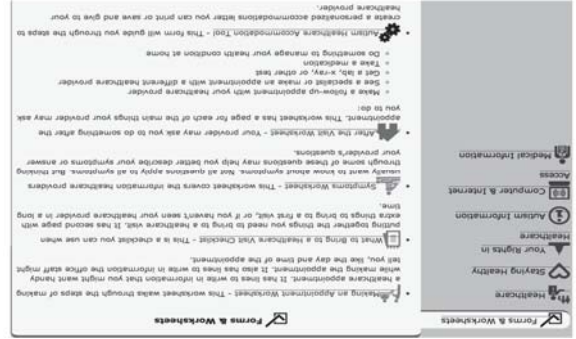 Forms & Worksheets
Healthcare
Staying Healthy
Your Rights in
Healthcare
Autism Information
Computer & Internet
Access
Medical Information
Forms & Worksheets
• Making an Appointment Worksheet - This worksheet walks through the steps of making
a healthcare appointment. It has lines to write in information that you might want handy
while making the appointment. It also has lines to write in information the office staff might
tell you, like the day and time of the appointment.
• What to Bring to a Healthcare Visit Checklist - This is a checklist you can use when
putting together the things you need to bring to a healthcare visit. It has second page with
extra things to bring to a first visit, or if you haven't seen your healthcare provider in a long
time.
• Symptoms Worksheet - This worksheet covers the information healthcare providers
usually want to know about symptoms. Not all questions apply to all symptoms. But thinking
through some of these questions may help you better describe your symptoms or answer
your provider's questions.
• After the Visit Worksheet - Your provider may ask you to do something after the
appointment. This worksheet has a page for each of the main things your provider may ask
you to do:
◦ Make a follow-up appointment with your healthcare provider
◦ See a specialist or make an appointment with a different healthcare provider
◦ Get a lab, x-ray, or other test
◦ Take a medication
◦ Do something to manage your health condition at home
• Autism Healthcare Accommodation Tool - This form will guide you through the steps to
create a personalized accommodations letter you can print or save and give to your
healthcare provider.